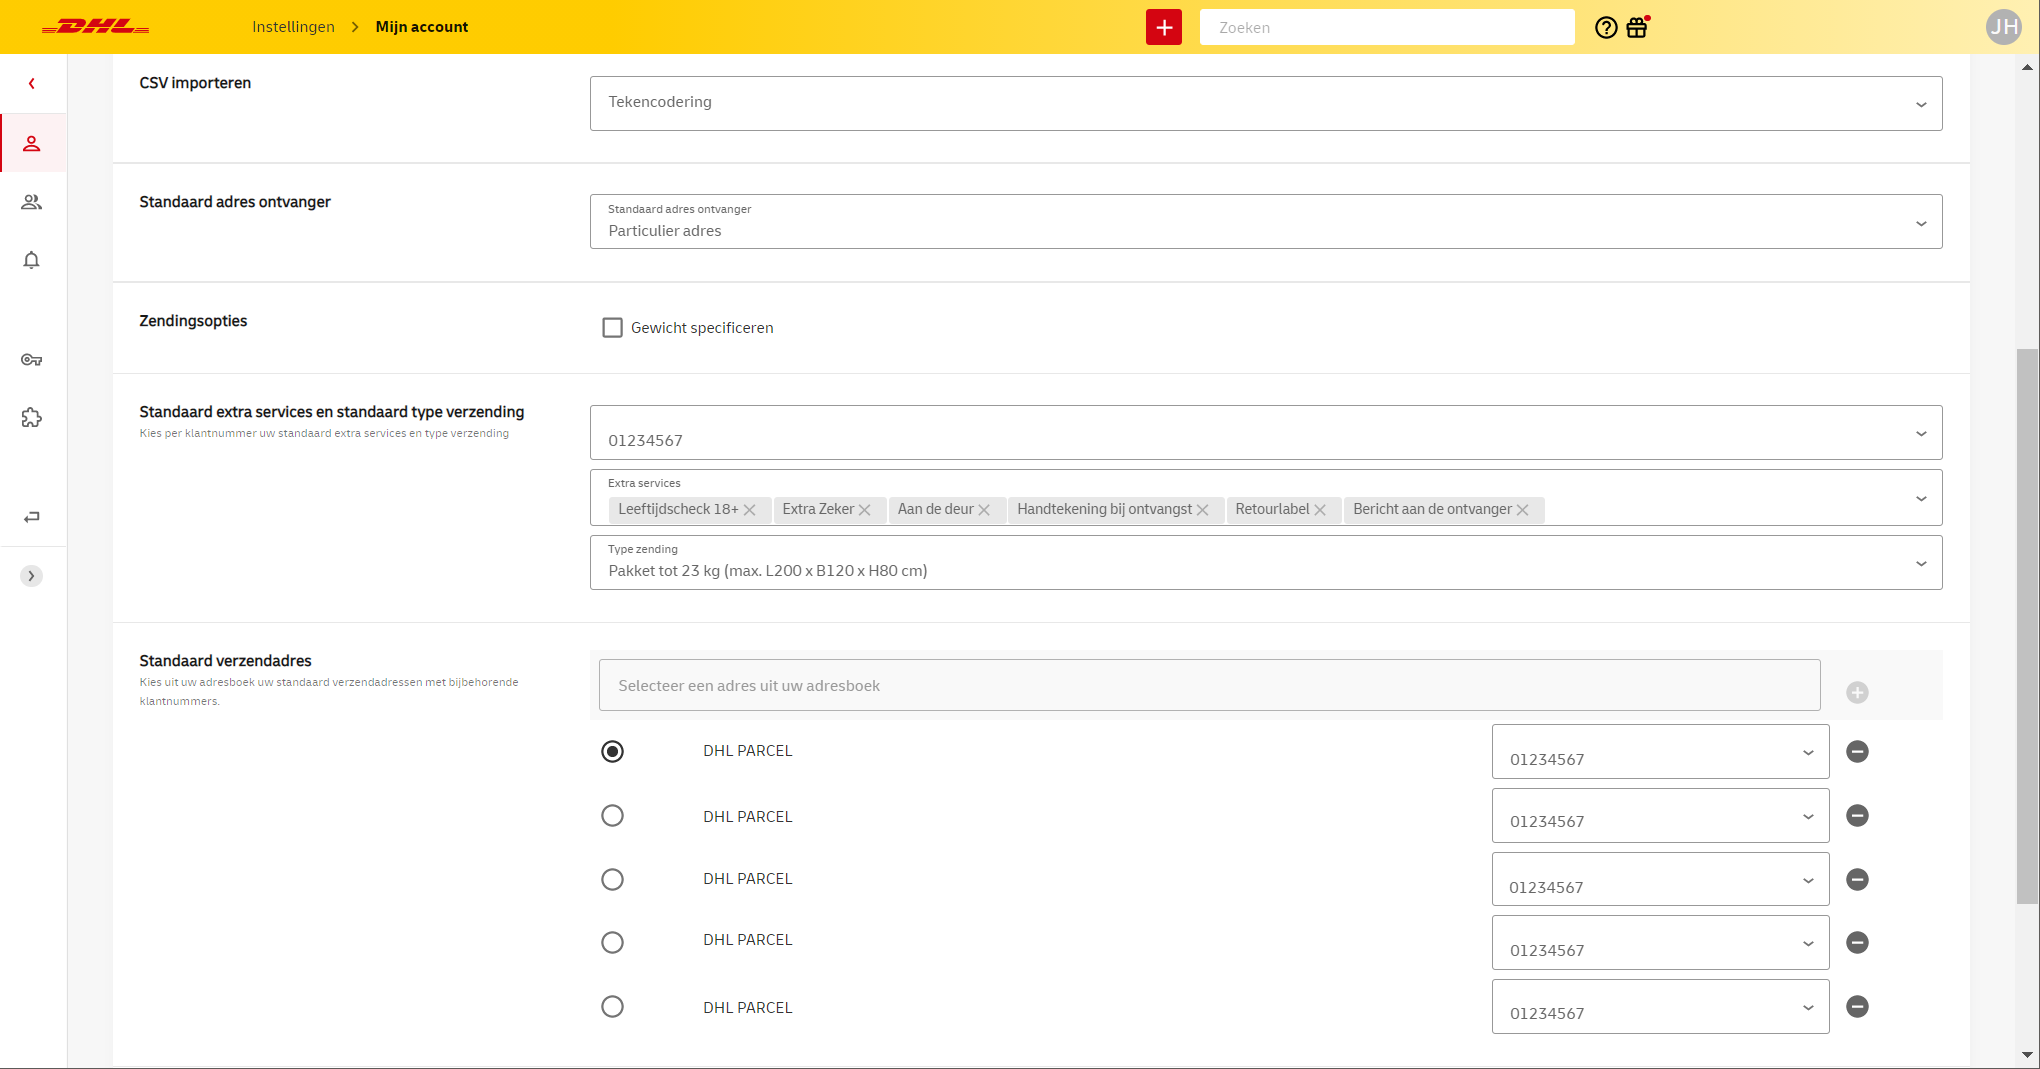 DHL
Instellingen > Mijn account
Zoeken
JH
CSV importeren
Tekencodering
Standaard adres ontvanger
Standaard adres ontvanger
Particulier adres
Zendingsopties
Gewicht specificeren
Standaard extra services en standaard type verzending
Kies per klantnummer uw standaard extra services en type verzending
01234567
Extra services
Leeftijdscheck 18+ Extra Zeker Aan de deur Handtekening bij ontvangst Retourlabel Bericht aan de ontvanger
Type zending
Pakket tot 23 kg (max. L200 x B120 x H80 cm)
Standaard verzendadres
Kies uit uw adresboek uw standaard verzendadressen met bijbehorende
klantnummers.
Selecteer een adres uit uw adresboek
DHL PARCEL 01234567
DHL PARCEL 01234567
DHL PARCEL 01234567
DHL PARCEL 01234567
DHL PARCEL 01234567